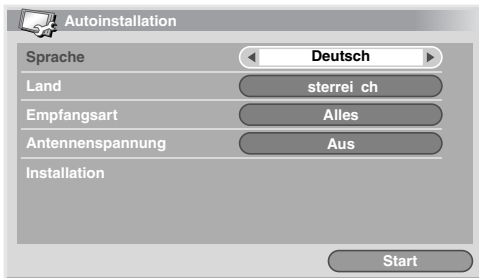 Autoinstallation
Sprache Deutsch
Land sterrei ch
Empfangsart Alles
Antennenspannung Aus
Installation
Start